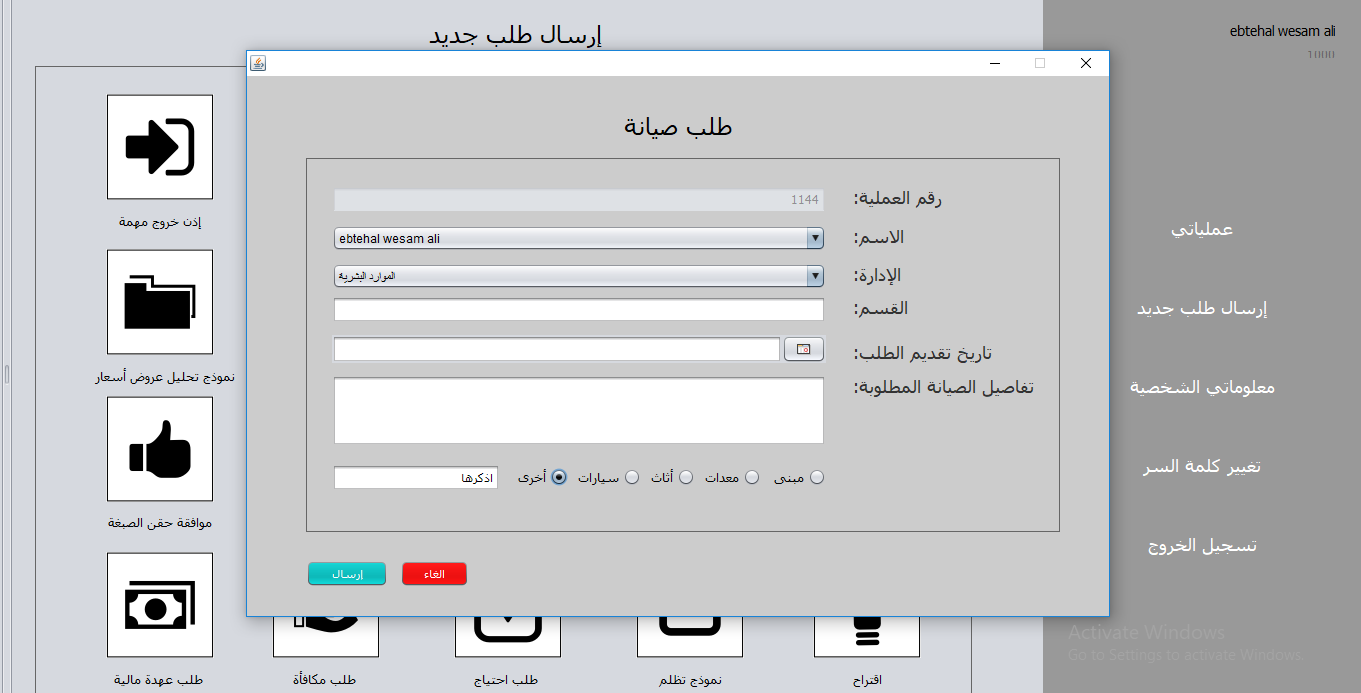 إرسال طلب جديد
ebtehal wesam ali
1000
طلب صيانة
رقم العملية:
1144
الاسم:
ebtehal wesam ali
الإدارة:
الموارد البشرية
القسم:
تاريخ تقديم الطلب:
تفاصيل الصيانة المطلوبة:
مبنى
معدات
أثاث
سيارات
أخرى
اذكرها
إرسال
الغاء
عملياتي
إرسال طلب جديد
معلوماتي الشخصية
تغيير كلمة السر
تسجيل الخروج
إذن خروج مهمة
نموذج تحليل عروض أسعار
موافقة حقن الصبغة
اقتراح
نموذج تظلم
طلب احتياج
طلب مكافأة
طلب عهدة مالية
Activate Windows
Go to Settings to activate Windows.